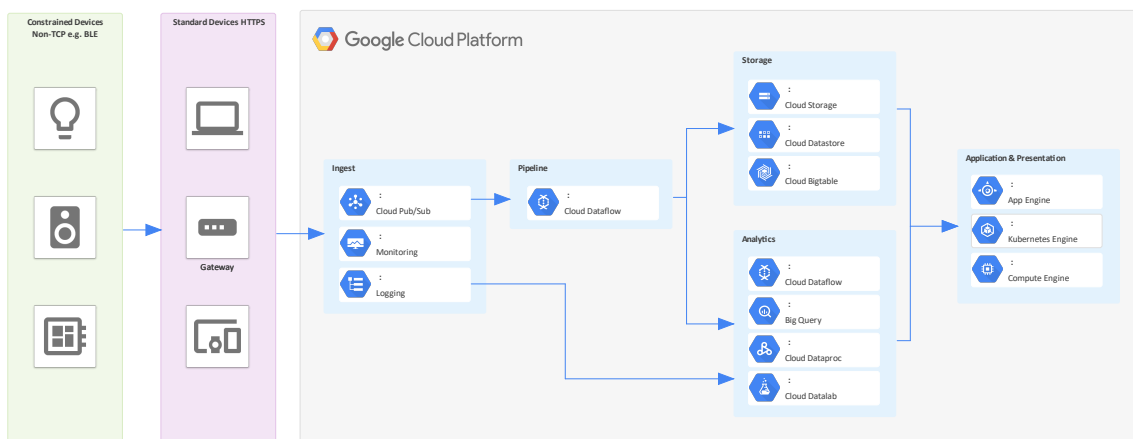 Constrained Devices
Non-TCP e.g. BLE
Standard Devices HTTPS
Gateway
Google Cloud Platform
Ingest
:
Cloud Pub/Sub
:
Monitoring
:
Logging
Pipeline
:
Cloud Dataflow
Storage
:
Cloud Storage
:
Cloud Datastore
:
Cloud Bigtable
Analytics
:
Cloud Dataflow
:
Big Query
:
Cloud Dataproc
:
Cloud Datalab
Application & Presentation
:
App Engine
:
Kubernetes Engine
:
Compute Engine